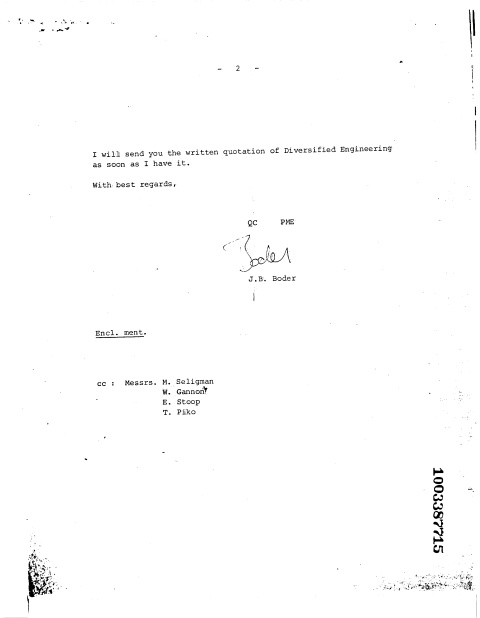 - 2 -
I will send you the written quotation of Diversified Engineering
as soon as I have it.
With best regards,
QC PME
Boder
J.B. Boder
Encl. ment.
cc : Messrs. M. Seligman
W. Gannon
E. Stoop
T. Piko
1003387715